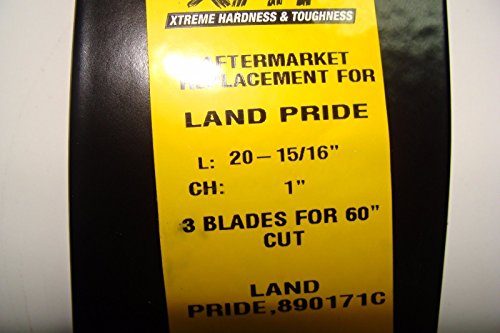 XTREME HARDNESS & TOUGHNESS
AFTERMARKET
REPLACEMENT FOR
LAND PRIDE
L: 20-15/16"
CH: 1"
3 BLADES FOR 60"
CUT
LAND
PRIDE,890171C